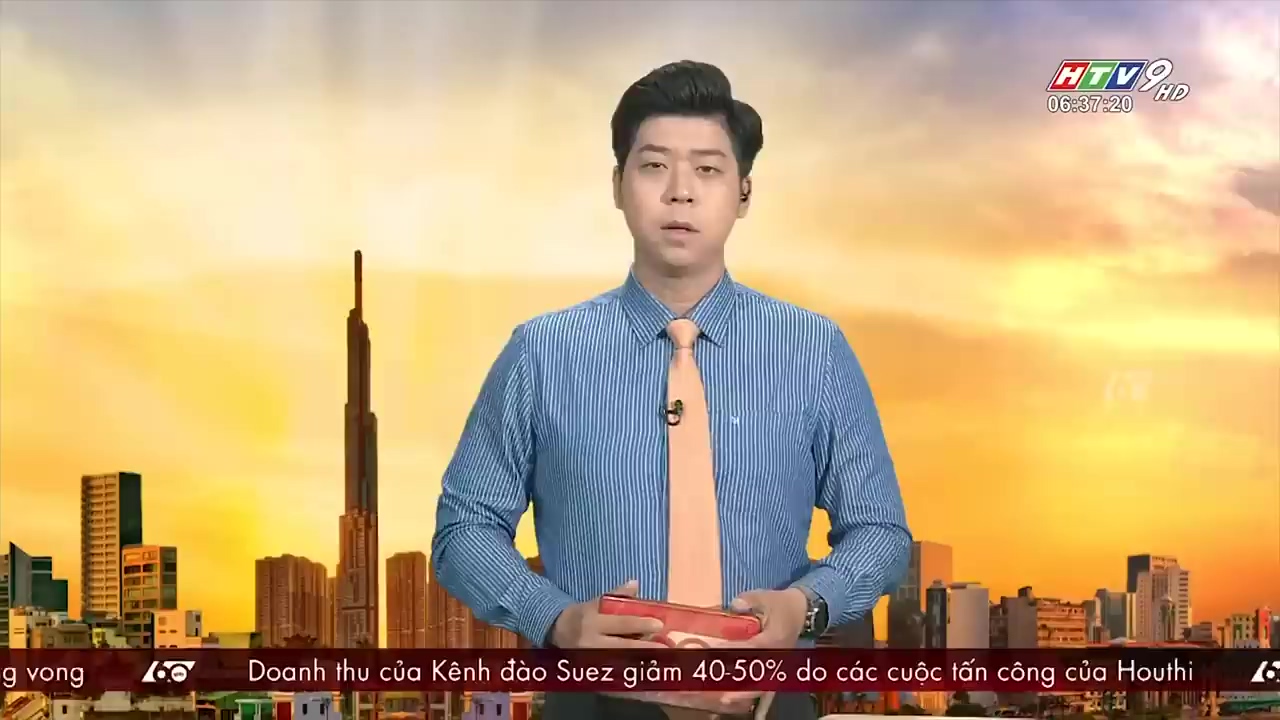 HTV9 HD
06:37:20
g vong 60 Doanh thu của Kênh đào Suez giảm 40-50% do các cuộc tấn công của Houthi